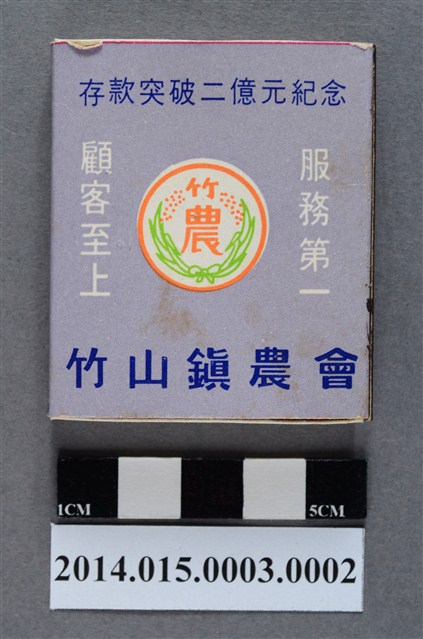 存款突破二億元紀念
服務第一
顧客至上
竹農
竹山鎮農會
1CM 5CM
2014.015.0003.0002